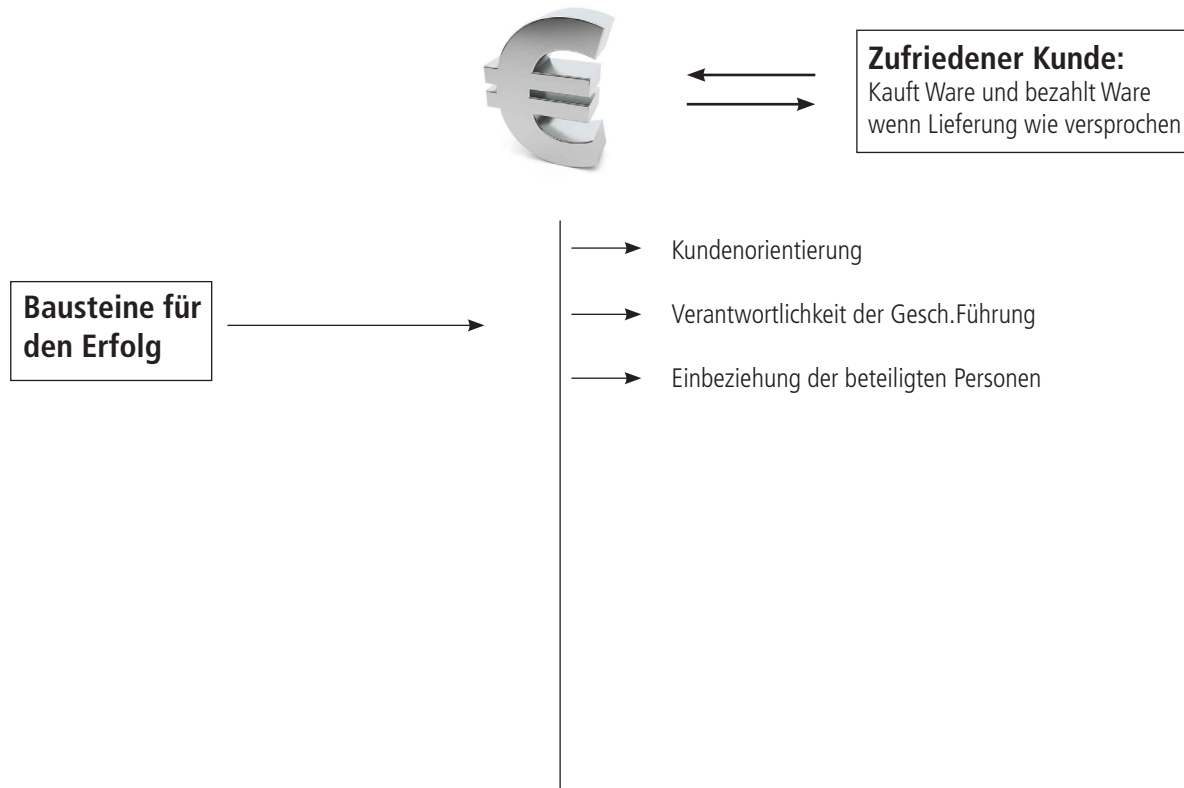 €
Zufriedener Kunde:
Kauft Ware und bezahlt Ware
wenn Lieferung wie versprochen
Kundenorientierung
Bausteine für
den Erfolg
Verantwortlichkeit der Gesch.Führung
Einbeziehung der beteiligten Personen